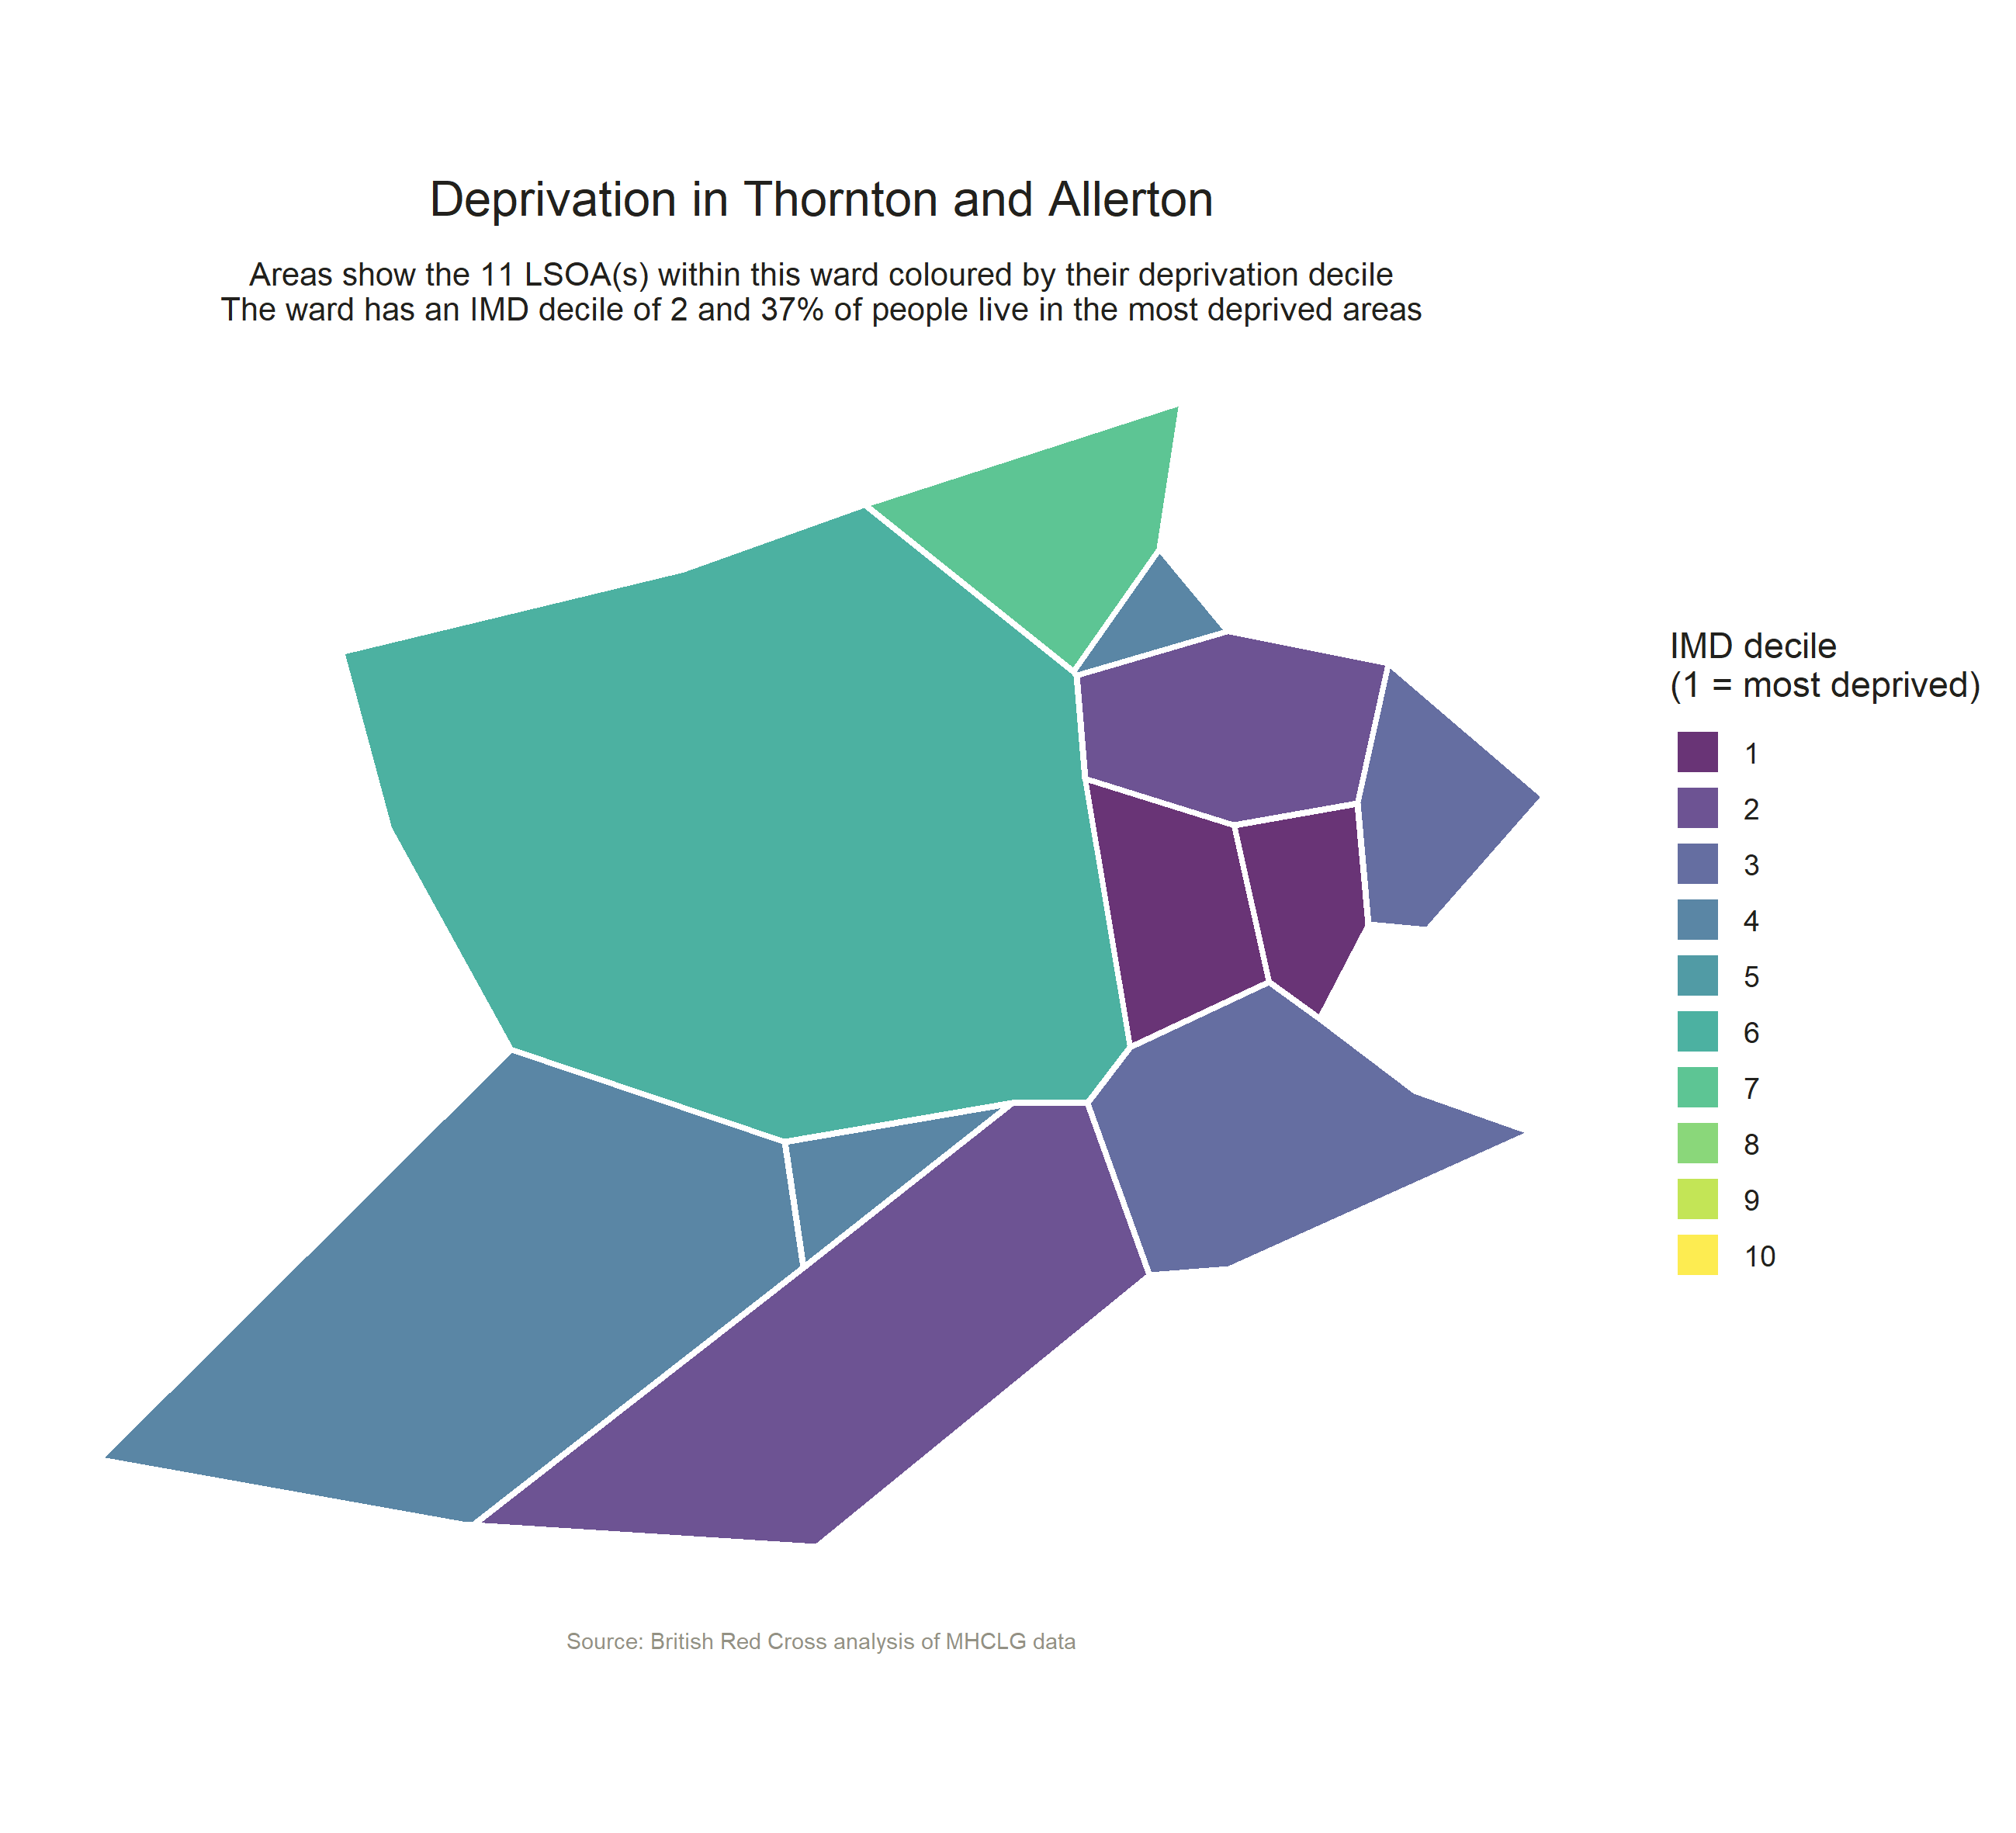 Deprivation in Thornton and Allerton
Areas show the 11 LSOA(s) within this ward coloured by their deprivation decile
The ward has an IMD decile of 2 and 37% of people live in the most deprived areas
IMD decile
(1 = most deprived)
1
2
3
4
5
6
7
8
9
10
Source: British Red Cross analysis of MHCLG data